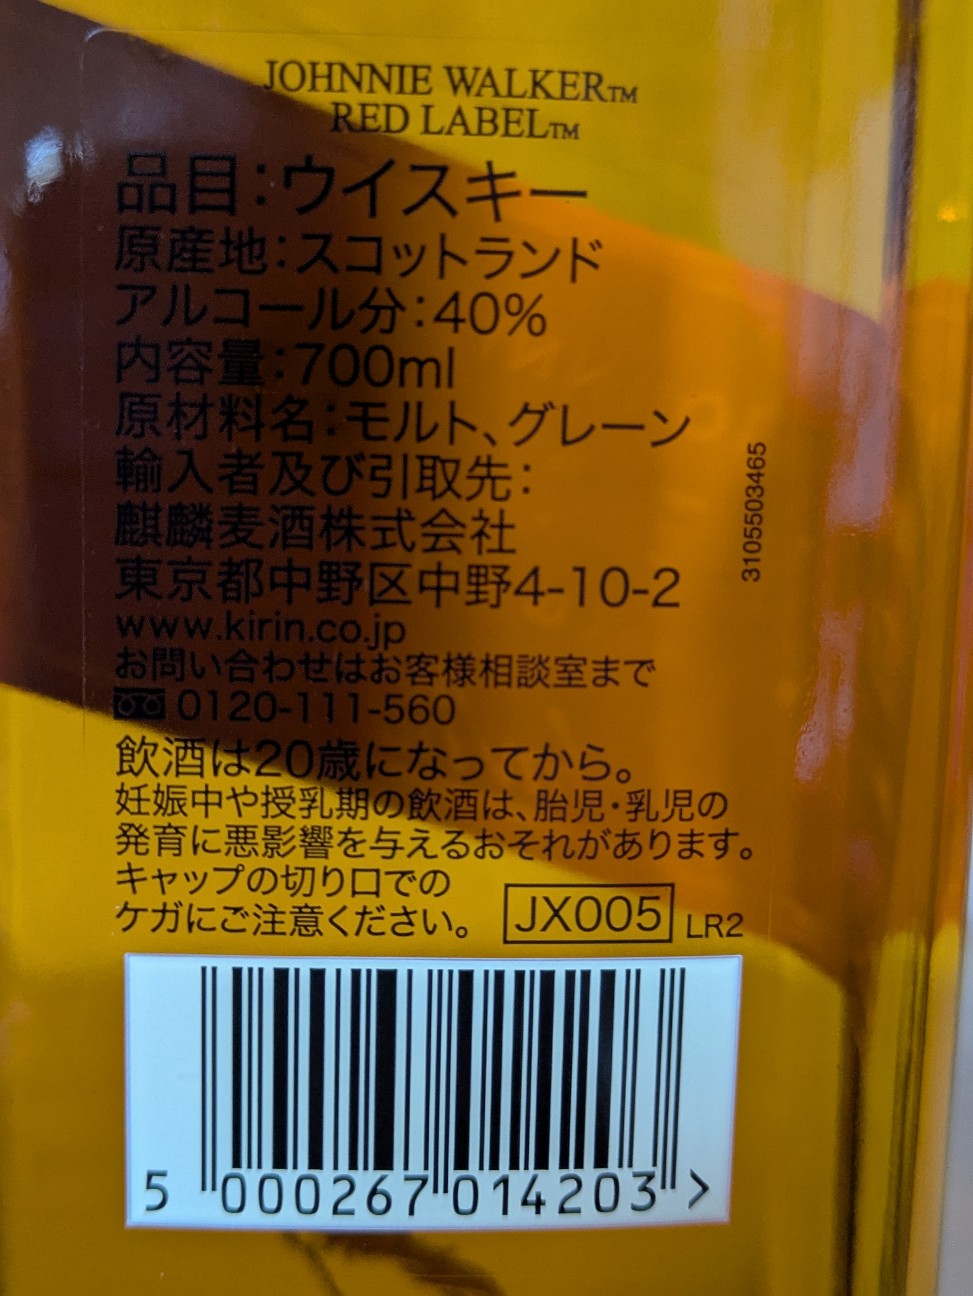 JOHNNIE WALKER™
RED LABEL™
品目:ウイスキー
原産地:スコットランド
アルコール分:40%
内容量:700ml
原材料名:モルト、グレーン
輸入者及び引取先:
麒麟麦酒株式会社
東京都中野区中野4-10-2
www.kirin.co.jp
お問い合わせはお客様相談室まで
0120-111-560
飲酒は20歳になってから。
妊娠中や授乳期の飲酒は、胎児・乳児の
発育に悪影響を与えるおそれがあります。
キャップの切り口での
ケガにご注意ください。 JX005 LR2
3105503465
5 000267 014203 >